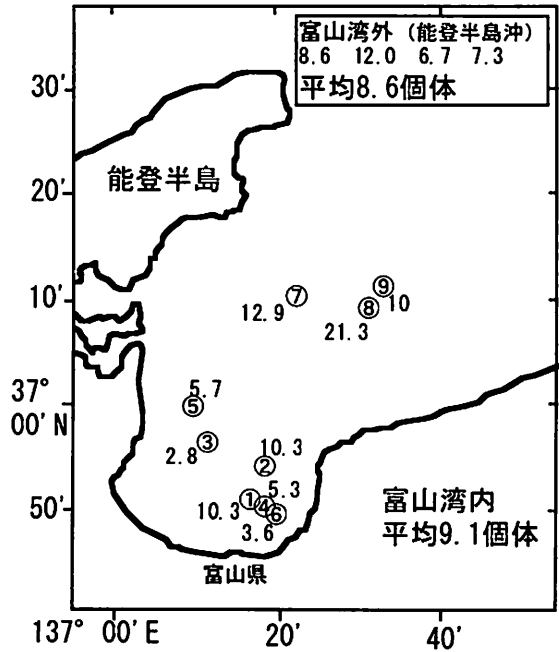 富山湾外 (能登半島沖)
8.6 12.0 6.7 7.3
平均8.6個体
30'
能登半島
20'
10'
⑦
⑨
⑧
10
12.9
21.3
37°
00' N
5.7
⑤
③
2.8
10.3
②
5.3
①
④
⑥
10.3
3.6
50'
富山湾内
平均9.1個体
富山県
137° 00' E
20'
40'